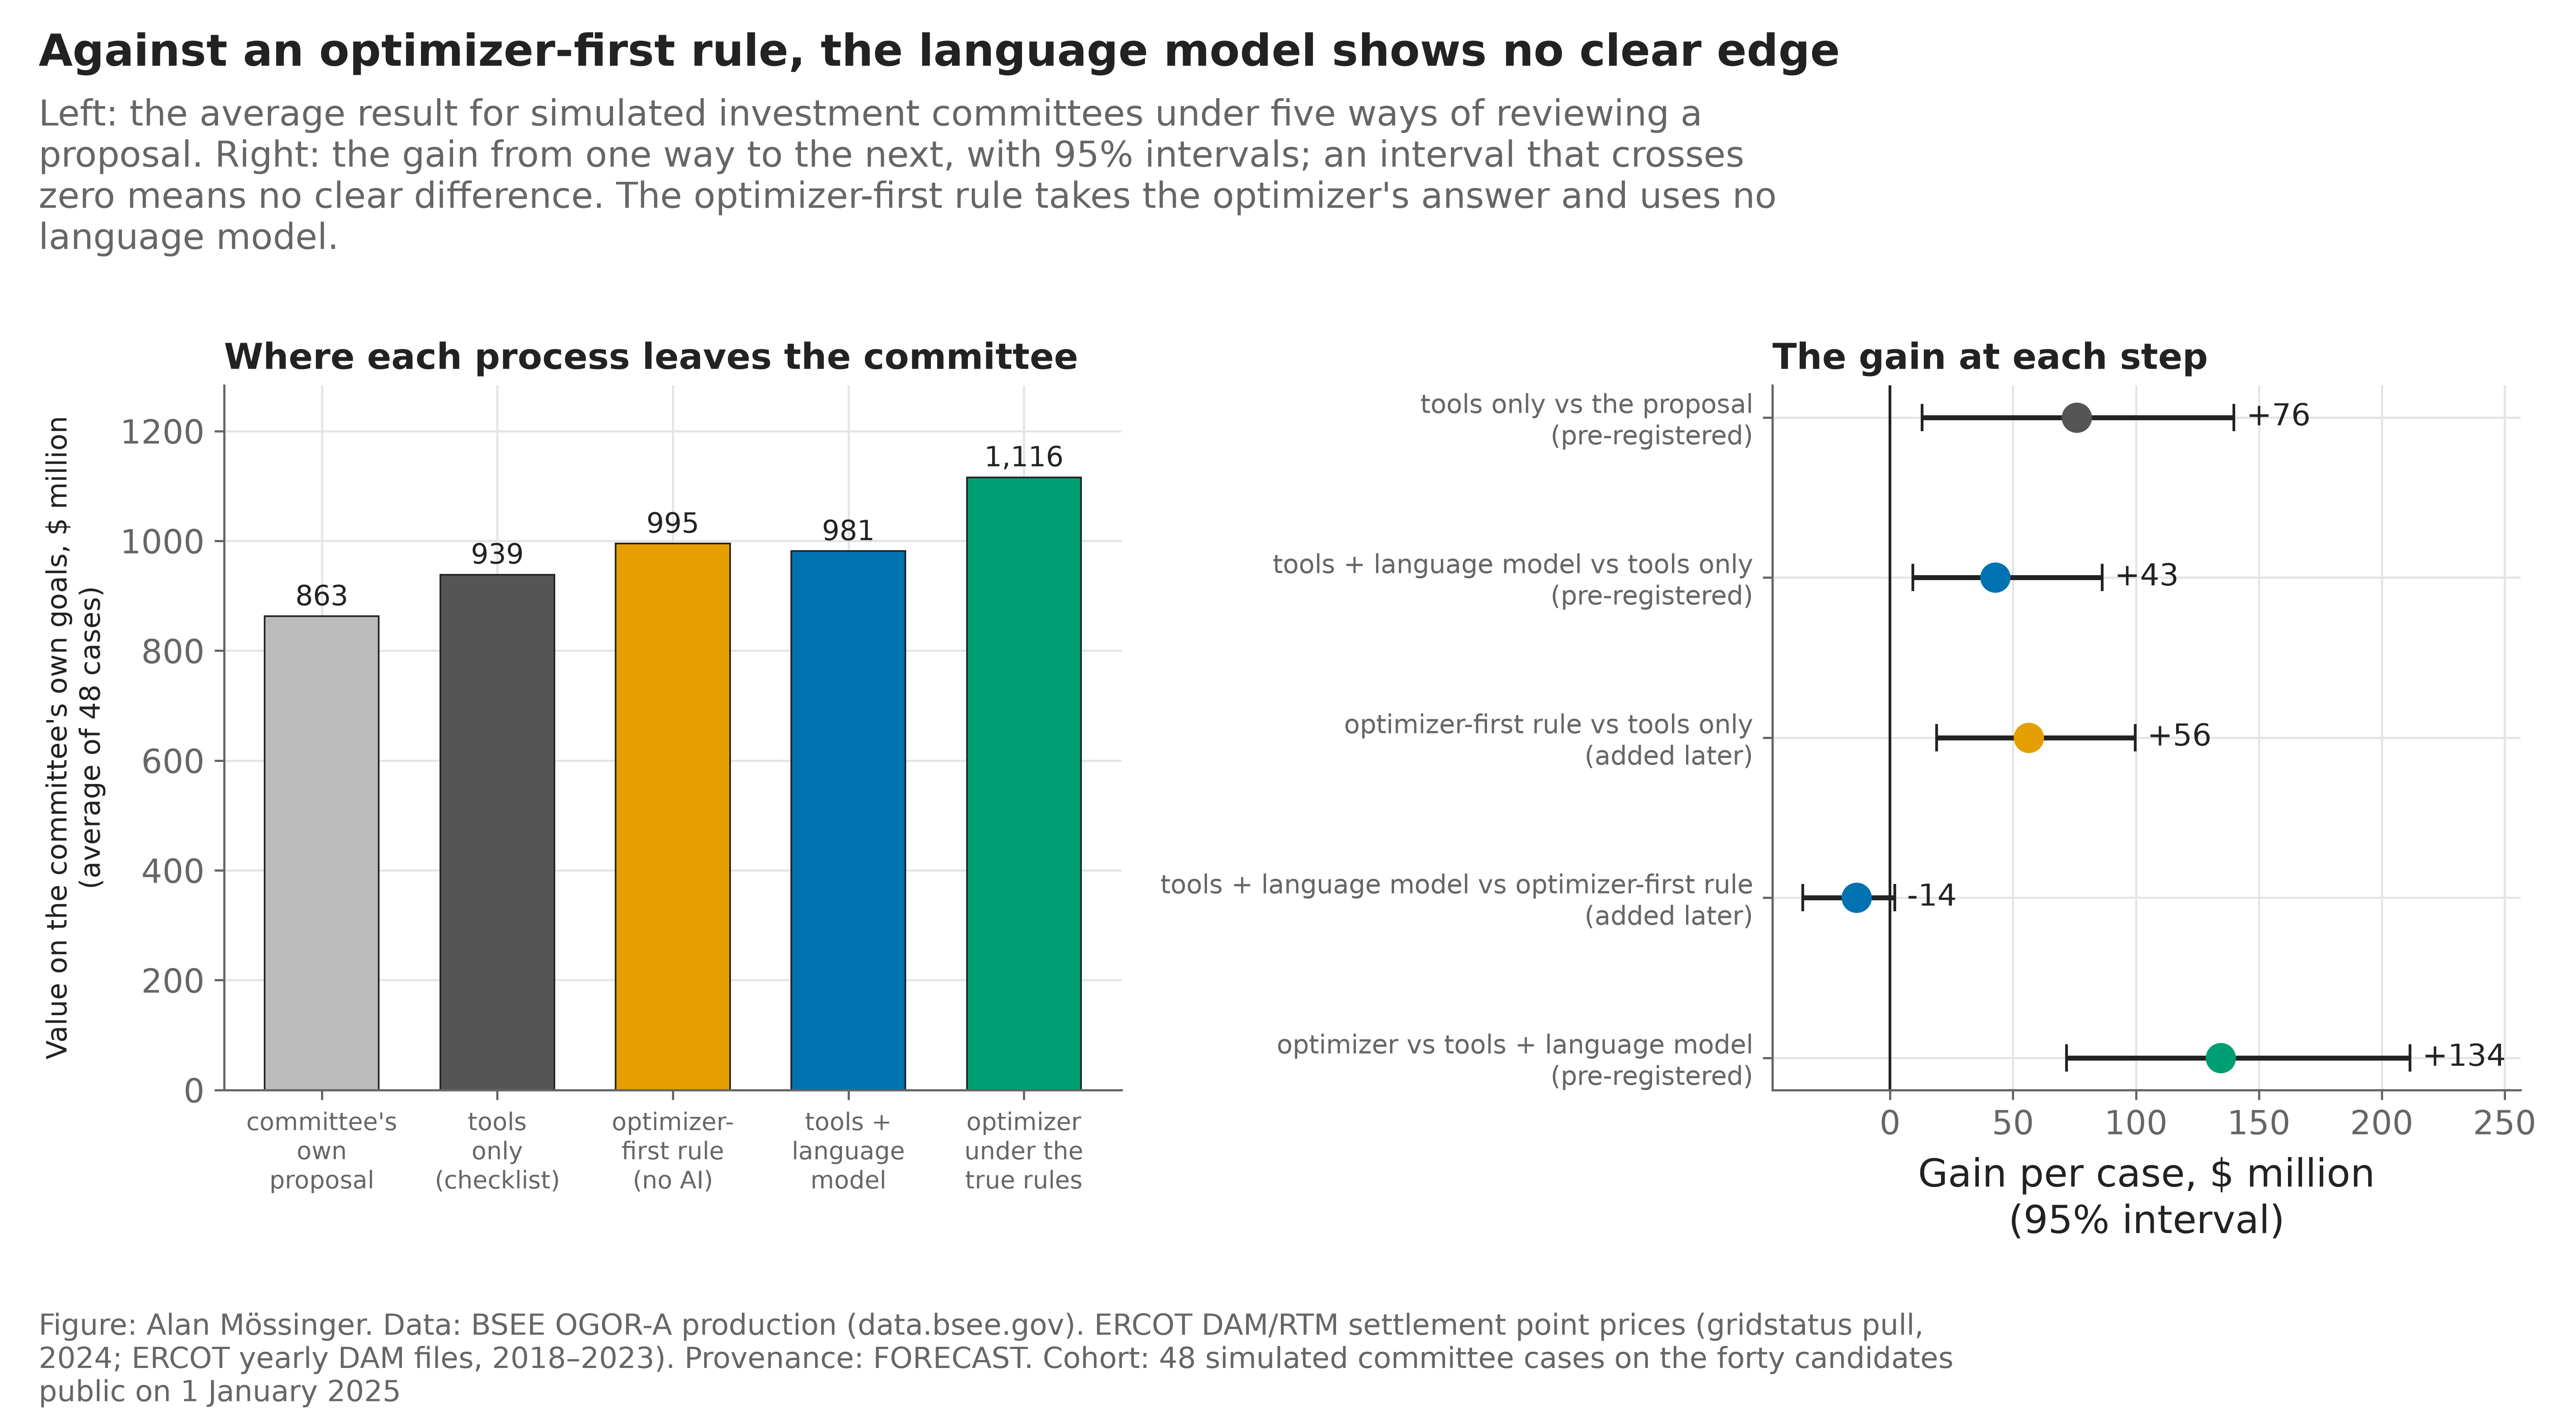 Against an optimizer-first rule, the language model shows no clear edge
Left: the average result for simulated investment committees under five ways of reviewing a
proposal. Right: the gain from one way to the next, with 95% intervals; an interval that crosses
zero means no clear difference. The optimizer-first rule takes the optimizer's answer and uses no
language model.
Where each process leaves the committee
Value on the committee's own goals, $ million
(average of 48 cases)
1200
1000
800
600
400
200
0
863
939
995
981
1,116
committee's
own
proposal
tools
only
(checklist)
optimizer-
first rule
(no AI)
tools +
language
model
optimizer
under the
true rules
The gain at each step
tools only vs the proposal
(pre-registered)
+76
tools + language model vs tools only
(pre-registered)
+43
optimizer-first rule vs tools only
(added later)
+56
tools + language model vs optimizer-first rule
(added later)
-14
optimizer vs tools + language model
(pre-registered)
+134
0
50
100
150
200
250
Gain per case, $ million
(95% interval)
Figure: Alan Mössinger. Data: BSEE OGOR-A production (data.bsee.gov). ERCOT DAM/RTM settlement point prices (gridstatus pull,
2024; ERCOT yearly DAM files, 2018–2023). Provenance: FORECAST. Cohort: 48 simulated committee cases on the forty candidates
public on 1 January 2025